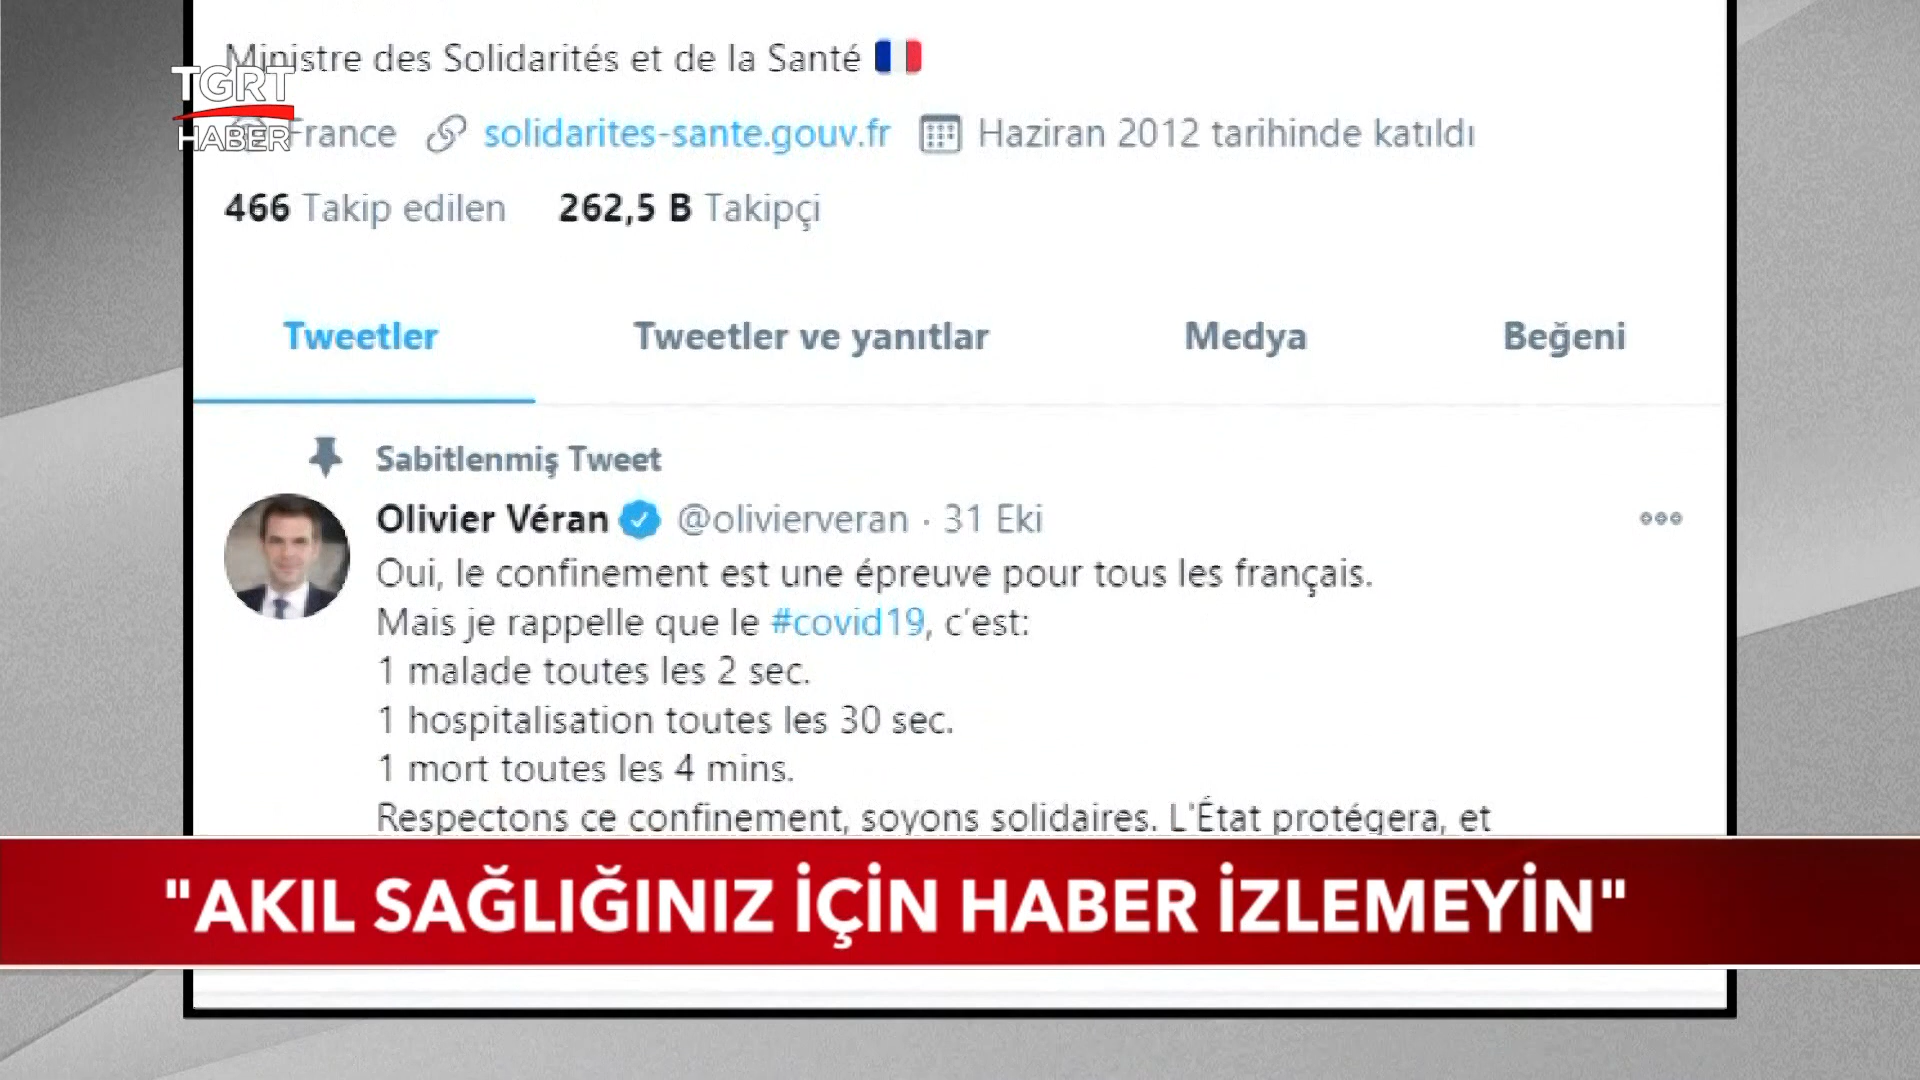 Ministre des Solidarités et de la Santé
TGRT
HABER
France solidarites-sante.gouv.fr Haziran 2012 tarihinde katıldı
466 Takip edilen 262,5 B Takipçi
Tweetler Tweetler ve yanıtlar Medya Beğeni
Sabitlenmiş Tweet
Olivier Véran @olivierveran · 31 Eki
Oui, le confinement est une épreuve pour tous les français.
Mais je rappelle que le #covid19, c’est:
1 malade toutes les 2 sec.
1 hospitalisation toutes les 30 sec.
1 mort toutes les 4 mins.
Respectons ce confinement, soyons solidaires. L'État protégera, et
"AKIL SAĞLIĞINIZ İÇİN HABER İZLEMEYİN"